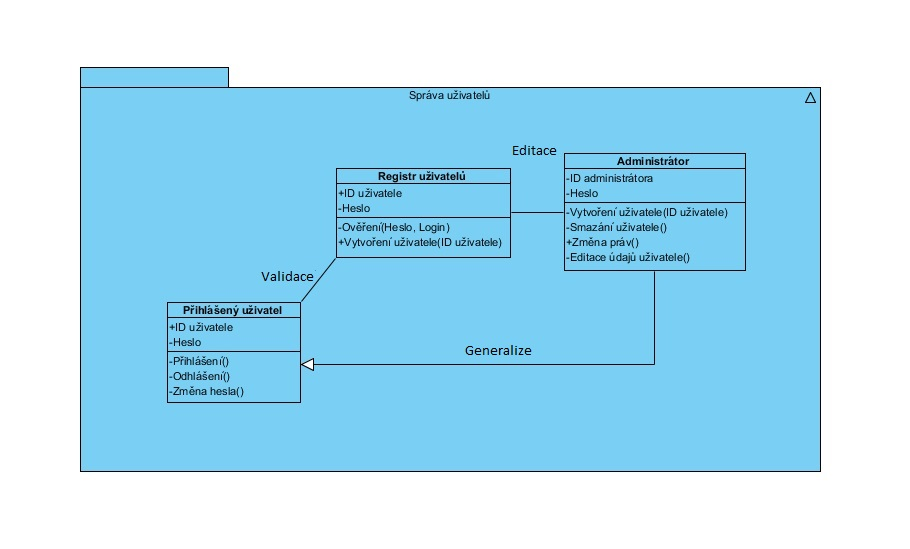 Správa uživatelů
Editace
Registr uživatelů
+ID uživatele
-Heslo
-Ověření(Heslo, Login)
+Vytvoření uživatele(ID uživatele)
Administrátor
-ID administrátora
-Heslo
-Vytvoření uživatele(ID uživatele)
-Smazání uživatele()
+Změna práv()
-Editace údajů uživatele()
Validace
Přihlášený uživatel
+ID uživatele
-Heslo
-Přihlášení()
-Odhlášení()
-Změna hesla()
Generalize